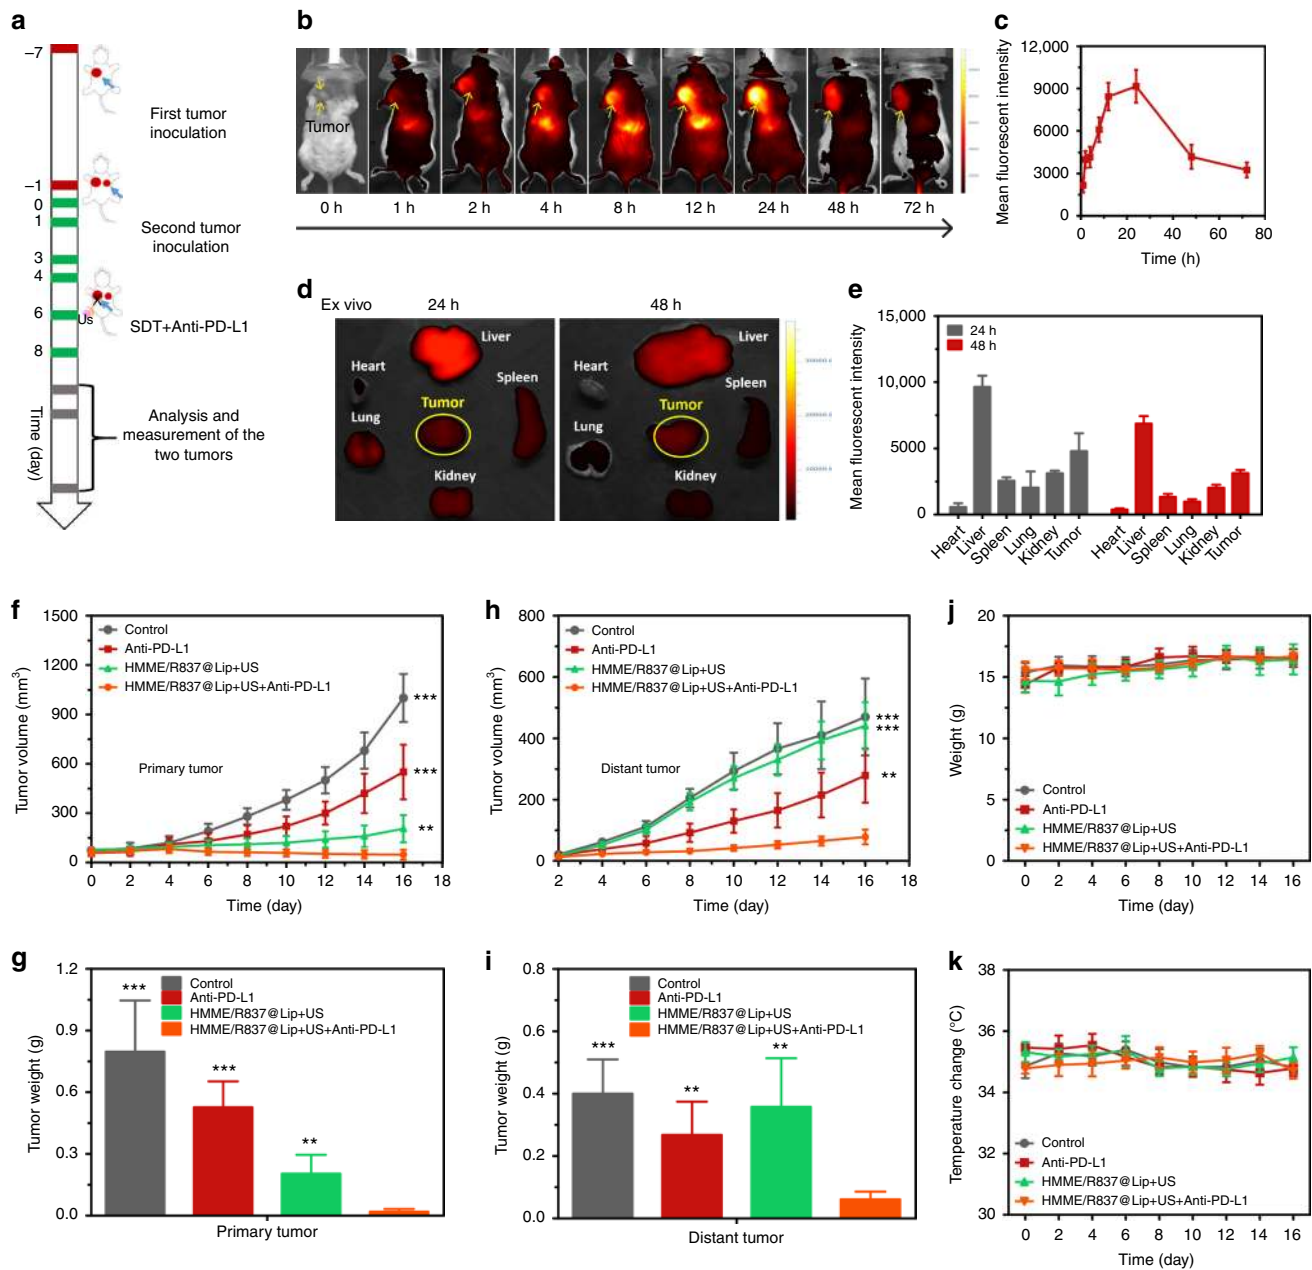 a
−7
First tumor
inoculation
−1
0
1
Second tumor
inoculation
3
4
6
Us
SDT+Anti-PD-L1
8
Time (day)
Analysis and
measurement of the
two tumors
b
Tumor
0 h
1 h
2 h
4 h
8 h
12 h
24 h
48 h
72 h
c
Mean fluorescent intensity
12,000
9000
6000
3000
0
0
20
40
60
80
Time (h)
d
Ex vivo
24 h
48 h
Liver
Heart
Spleen
Tumor
Lung
Kidney
Liver
Heart
Spleen
Tumor
Lung
Kidney
e
Mean fluorescent intensity
15,000
10,000
5000
0
24 h
48 h
Heart
Liver
Spleen
Lung
Kidney
Tumor
Heart
Liver
Spleen
Lung
Kidney
Tumor
f
Tumor volume (mm³)
1500
1200
900
600
300
0
Control
Anti-PD-L1
HMME/R837@Lip+US
HMME/R837@Lip+US+Anti-PD-L1
Primary tumor
***
***
**
0 2 4 6 8 10 12 14 16 18
Time (day)
h
Tumor volume (mm³)
800
600
400
200
0
Control
Anti-PD-L1
HMME/R837@Lip+US
HMME/R837@Lip+US+Anti-PD-L1
Distant tumor
***
***
**
2 4 6 8 10 12 14 16 18
Time (day)
j
Weight (g)
20
15
10
5
0
Control
Anti-PD-L1
HMME/R837@Lip+US
HMME/R837@Lip+US+Anti-PD-L1
0 2 4 6 8 10 12 14 16
Time (day)
g
Tumor weight (g)
1.2
0.9
0.6
0.3
0.0
Control
Anti-PD-L1
HMME/R837@Lip+US
HMME/R837@Lip+US+Anti-PD-L1
***
***
**
Primary tumor
i
Tumor weight (g)
0.8
0.6
0.4
0.2
0.0
Control
Anti-PD-L1
HMME/R837@Lip+US
HMME/R837@Lip+US+Anti-PD-L1
***
**
**
Distant tumor
k
Temperature change (°C)
38
36
34
32
30
Control
Anti-PD-L1
HMME/R837@Lip+US
HMME/R837@Lip+US+Anti-PD-L1
0 2 4 6 8 10 12 14 16
Time (day)